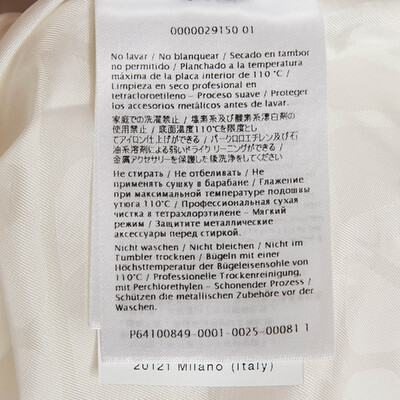 0000029150 01
No lavar / No blanquear / Secado en tambor
no permitido / Planchado a la temperatura
máxima de la placa interior de 110 °C /
Limpieza en seco profesional en
tetracloroetileno - Proceso suave / Proteger
los accesorios metálicos antes de lavar.
家庭での洗濯禁止 / 塩素系及び酸素系漂白剤の
使用禁止 / 底面温度110℃を限度とし
てアイロン仕上げができる / パークロロエチレン及び石
油系溶剤による弱いドライクリーニングができる /
金属アクセサリーを保護した後洗浄をしてください
Не стирать / Не отбеливать / Не
применять сушку в барабане / Глажение
при максимальной температуре подошвы
утюга 110°C / Профессиональная сухая
чистка в тетрахлорэтилене - Мягкий
режим / Защитите металлические
аксессуары перед стиркой.
Nicht waschen / Nicht bleichen / Nicht im
Tumbler trocknen / Bügeln mit einer
Höchsttemperatur der Bügeleisensohle von
110°C / Professionelle Trockenreinigung,
mit Perchlorethylen - Schonender Prozess /
Schützen die metallischen Zubehöre vor der
Waschen.
P64100849-0001-0025-00081 1
20121 Milano (Italy)